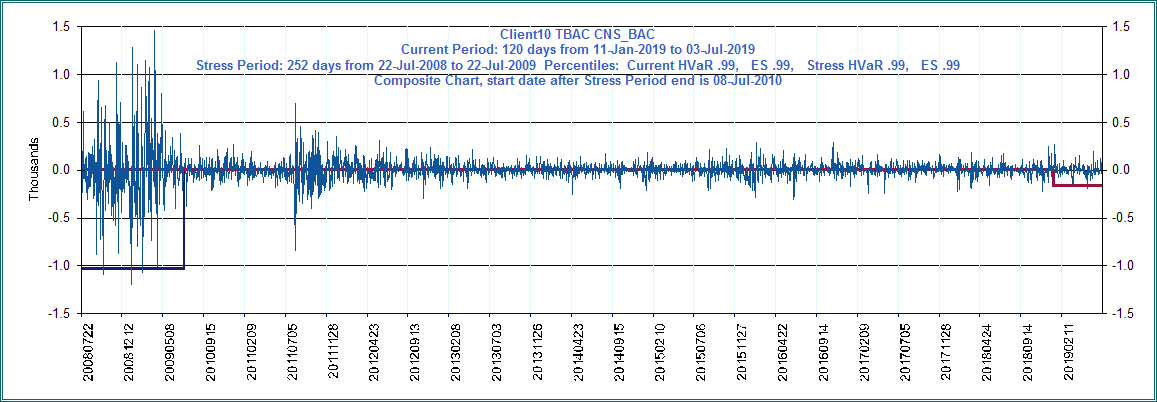 Client10 TBAC CNS_BAC
Current Period: 120 days from 11-Jan-2019 to 03-Jul-2019
Stress Period: 252 days from 22-Jul-2008 to 22-Jul-2009 Percentiles: Current HVaR .99, ES .99, Stress HVaR .99, ES .99
Composite Chart, start date after Stress Period end is 08-Jul-2010
1.5 1.5
1.0 1.0
0.5 0.5
0.0 0.0
-0.5 -0.5
-1.0 -1.0
-1.5 -1.5
Thousands
20080722 20081212 20090508 20100915 20110209 20110705 20111128 20120423 20120913 20130208 20130703 20131126 20140423 20140915 20150210 20150706 20151127 20160422 20160914 20170209 20170705 20171128 20180424 20180914 20190211